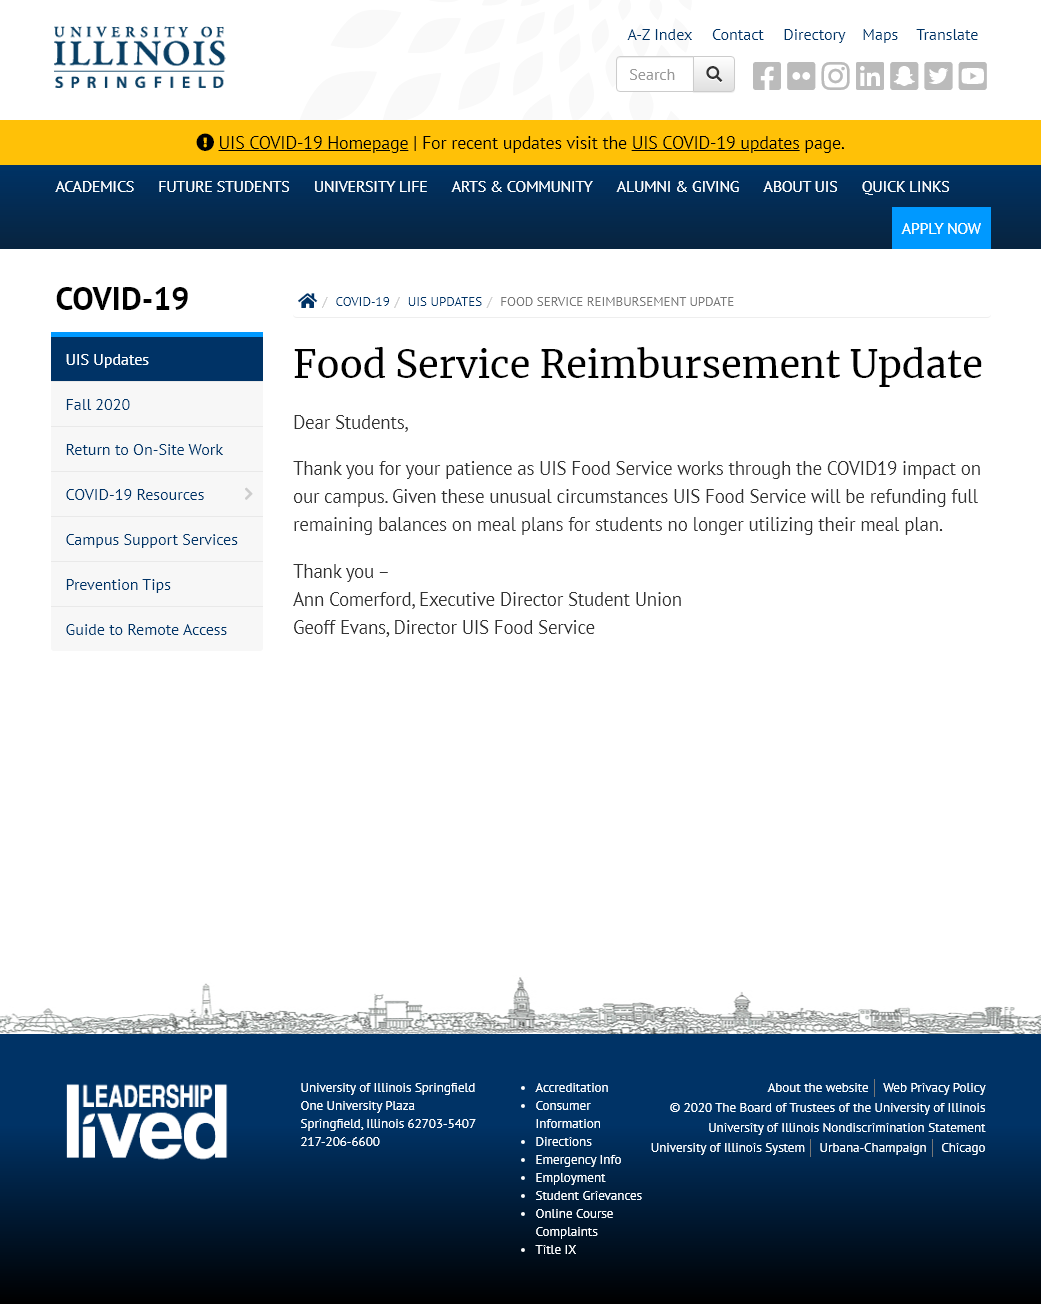 UNIVERSITY OF
ILLINOIS
SPRINGFIELD
A-Z Index Contact Directory Maps Translate
Search
UIS COVID-19 Homepage | For recent updates visit the UIS COVID-19 updates page.
ACADEMICS FUTURE STUDENTS UNIVERSITY LIFE ARTS & COMMUNITY ALUMNI & GIVING ABOUT UIS QUICK LINKS
APPLY NOW
COVID-19
UIS Updates
Fall 2020
Return to On-Site Work
COVID-19 Resources
Campus Support Services
Prevention Tips
Guide to Remote Access
/ COVID-19 / UIS UPDATES / FOOD SERVICE REIMBURSEMENT UPDATE
Food Service Reimbursement Update
Dear Students,
Thank you for your patience as UIS Food Service works through the COVID19 impact on
our campus. Given these unusual circumstances UIS Food Service will be refunding full
remaining balances on meal plans for students no longer utilizing their meal plan.
Thank you –
Ann Comerford, Executive Director Student Union
Geoff Evans, Director UIS Food Service
LEADERSHIP
lived
University of Illinois Springfield
One University Plaza
Springfield, Illinois 62703-5407
217-206-6600
• Accreditation
• Consumer
Information
• Directions
• Emergency Info
• Employment
• Student Grievances
• Online Course
Complaints
• Title IX
About the website | Web Privacy Policy
© 2020 The Board of Trustees of the University of Illinois
University of Illinois Nondiscrimination Statement
University of Illinois System | Urbana-Champaign | Chicago